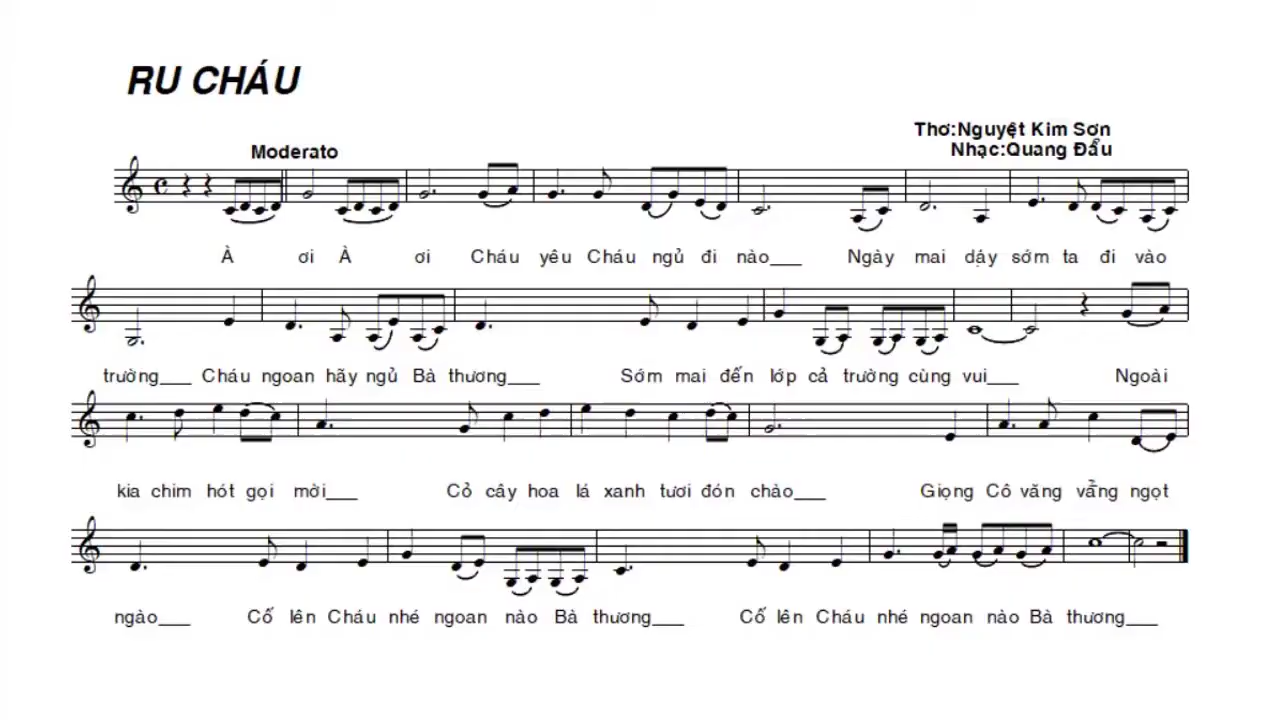 RU CHÁU
Thơ:Nguyệt Kim Sơn
Moderato
Nhạc:Quang Đẩu
À ơi À ơi Cháu yêu Cháu ngủ đi nào___ Ngày mai dậy sớm ta đi vào
trường___ Cháu ngoan hãy ngủ Bà thương___ Sớm mai đến lớp cả trường cùng vui___ Ngoài
kia chim hót gọi mời___ Cỏ cây hoa lá xanh tươi đón chào___ Giọng Cô văng vẳng ngọt
ngào___ Cố lên Cháu nhé ngoan nào Bà thương___ Cố lên Cháu nhé ngoan nào Bà thương___